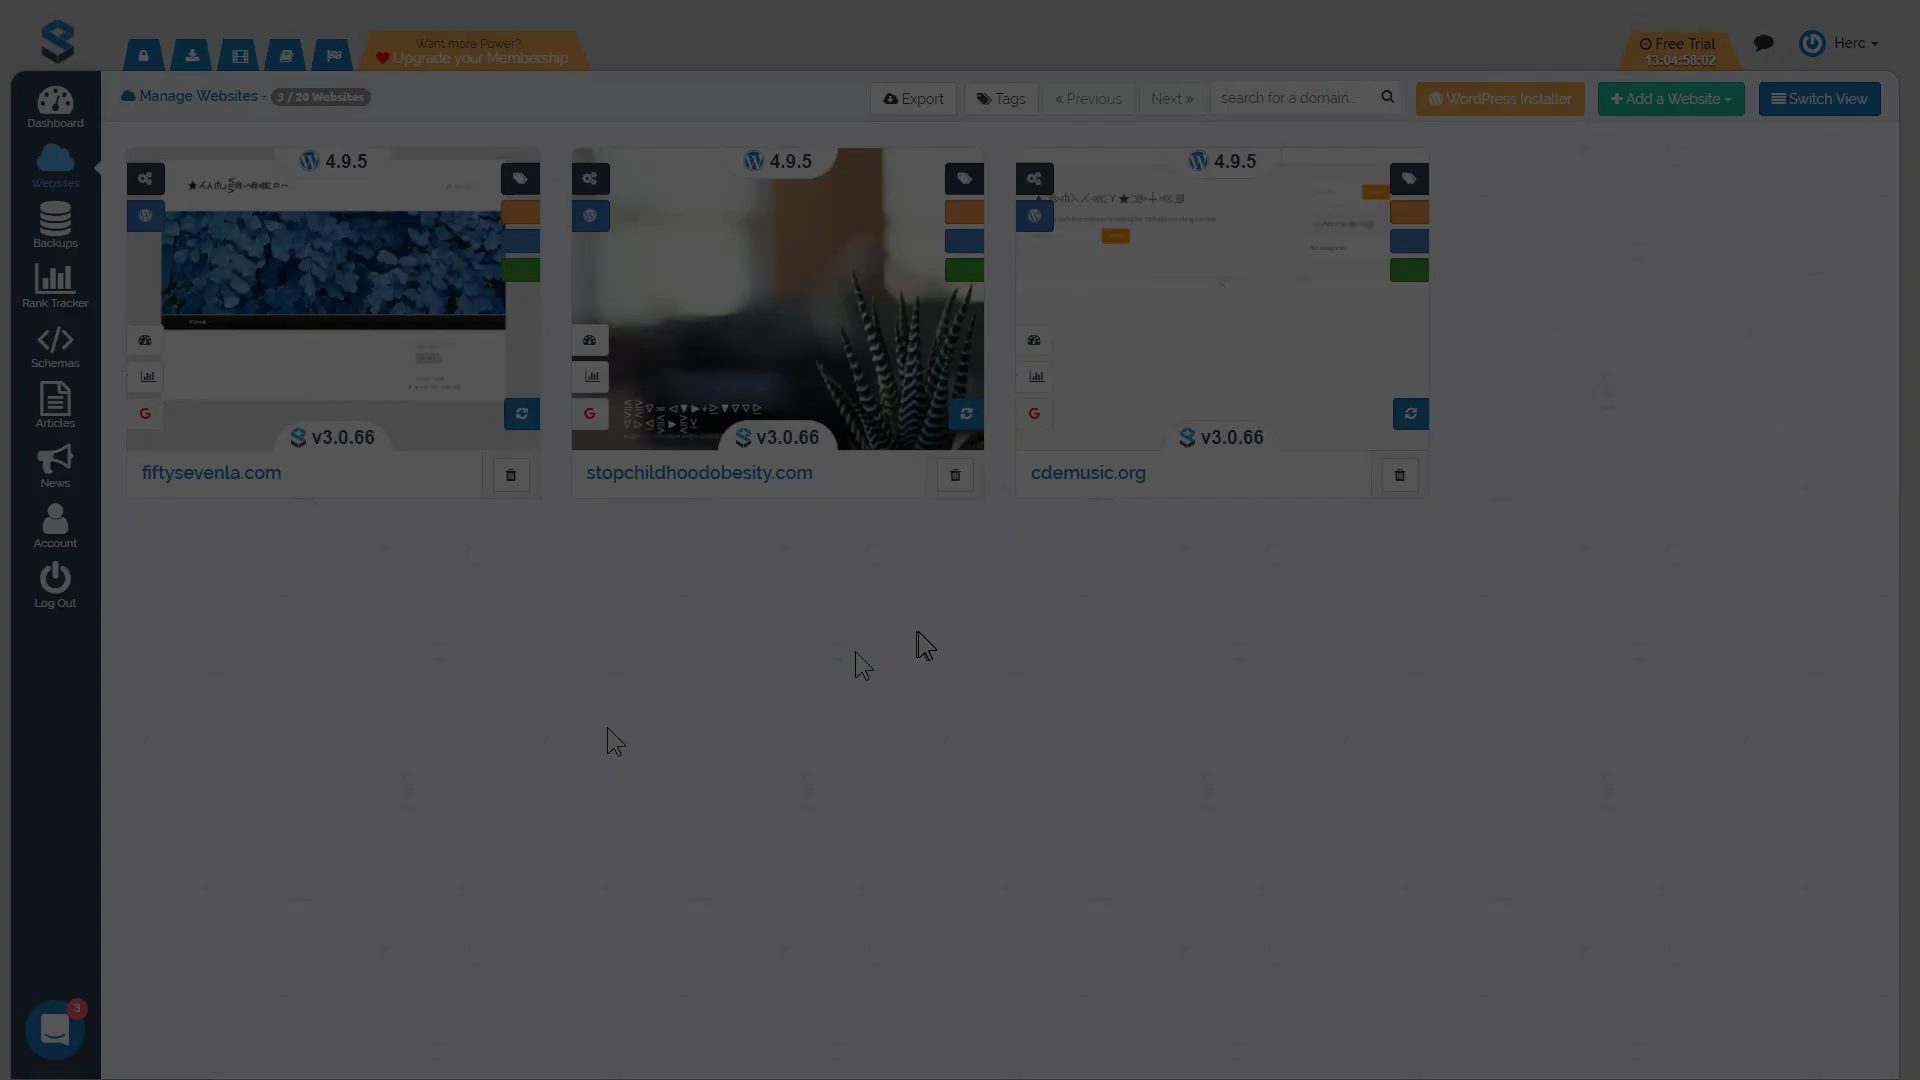 Want more Power?
Upgrade your Membership
Free Trial
13:04:58:02
Herc
Manage Websites - 3 / 20 Websites
Export
Tags
« Previous
Next »
search for a domain...
WordPress Installer
Add a Website
Switch View
Dashboard
Websites
Backups
Rank Tracker
Schemas
Articles
News
Account
Log Out
3
4.9.5
v3.0.66
fiftysevenla.com
4.9.5
v3.0.66
stopchildhoodobesity.com
4.9.5
v3.0.66
cdemusic.org